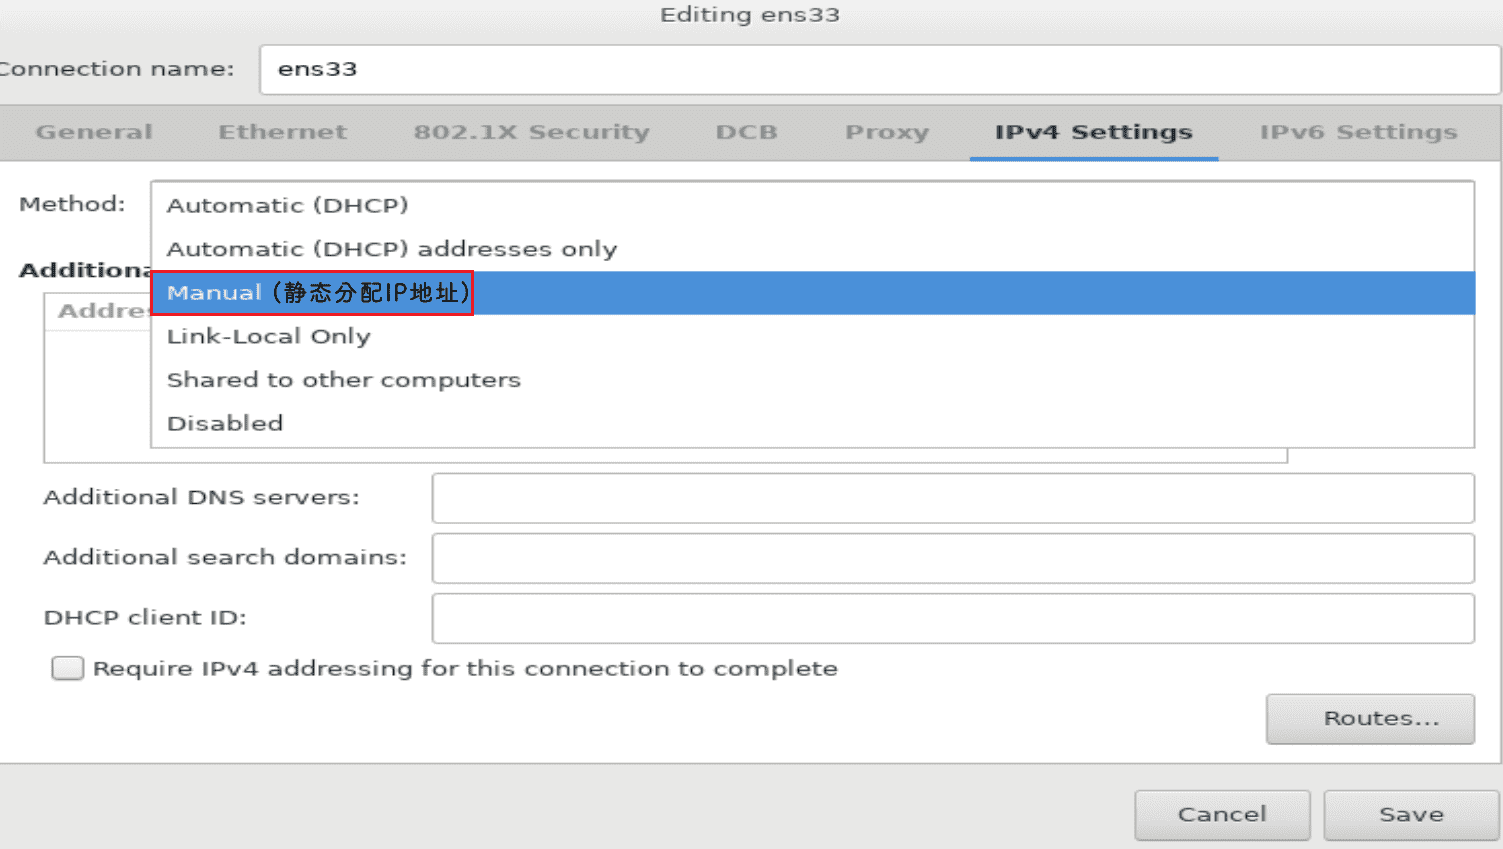 Editing ens33
Connection name: ens33
General Ethernet 802.1X Security DCB Proxy IPv4 Settings IPv6 Settings
Method: Automatic (DHCP)
Automatic (DHCP) addresses only
Manual (静态分配IP地址)
Link-Local Only
Shared to other computers
Disabled
Additional DNS servers:
Additional search domains:
DHCP client ID:
Require IPv4 addressing for this connection to complete
Routes...
Cancel Save